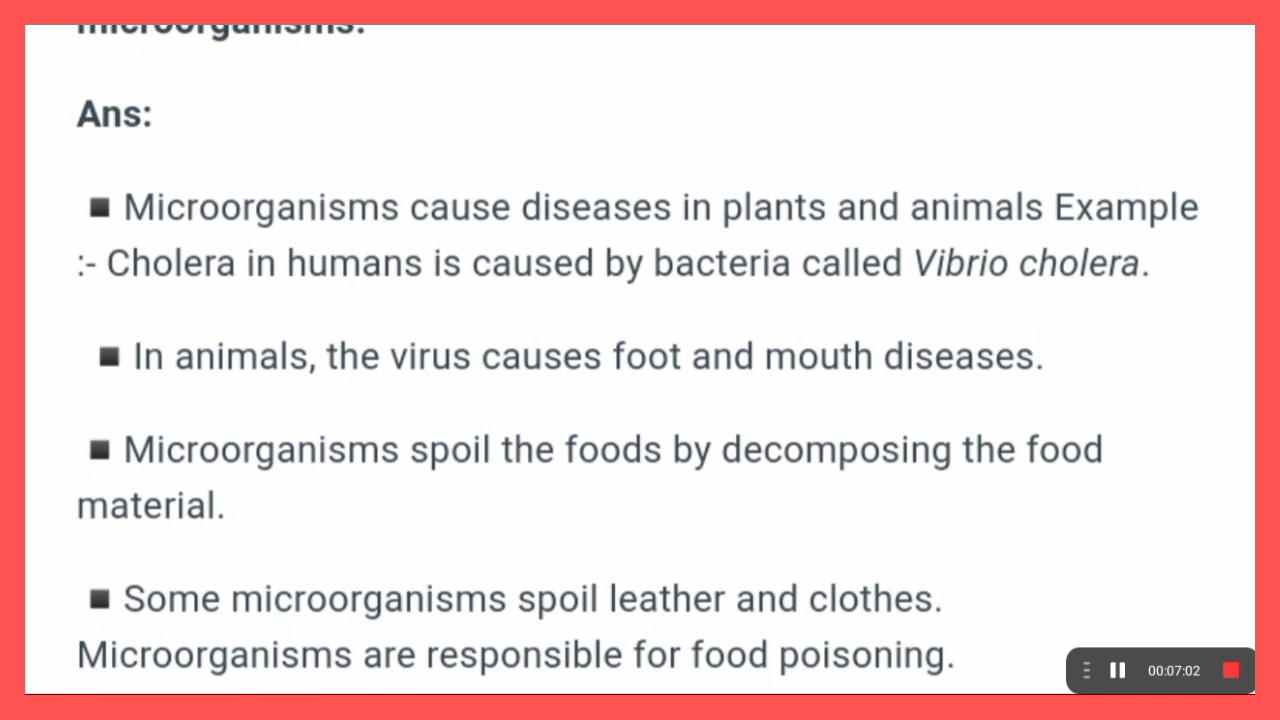 microorganisms.
Ans:
▪ Microorganisms cause diseases in plants and animals Example
:- Cholera in humans is caused by bacteria called Vibrio cholera.
▪ In animals, the virus causes foot and mouth diseases.
▪ Microorganisms spoil the foods by decomposing the food
material.
▪ Some microorganisms spoil leather and clothes.
Microorganisms are responsible for food poisoning.
00:07:02